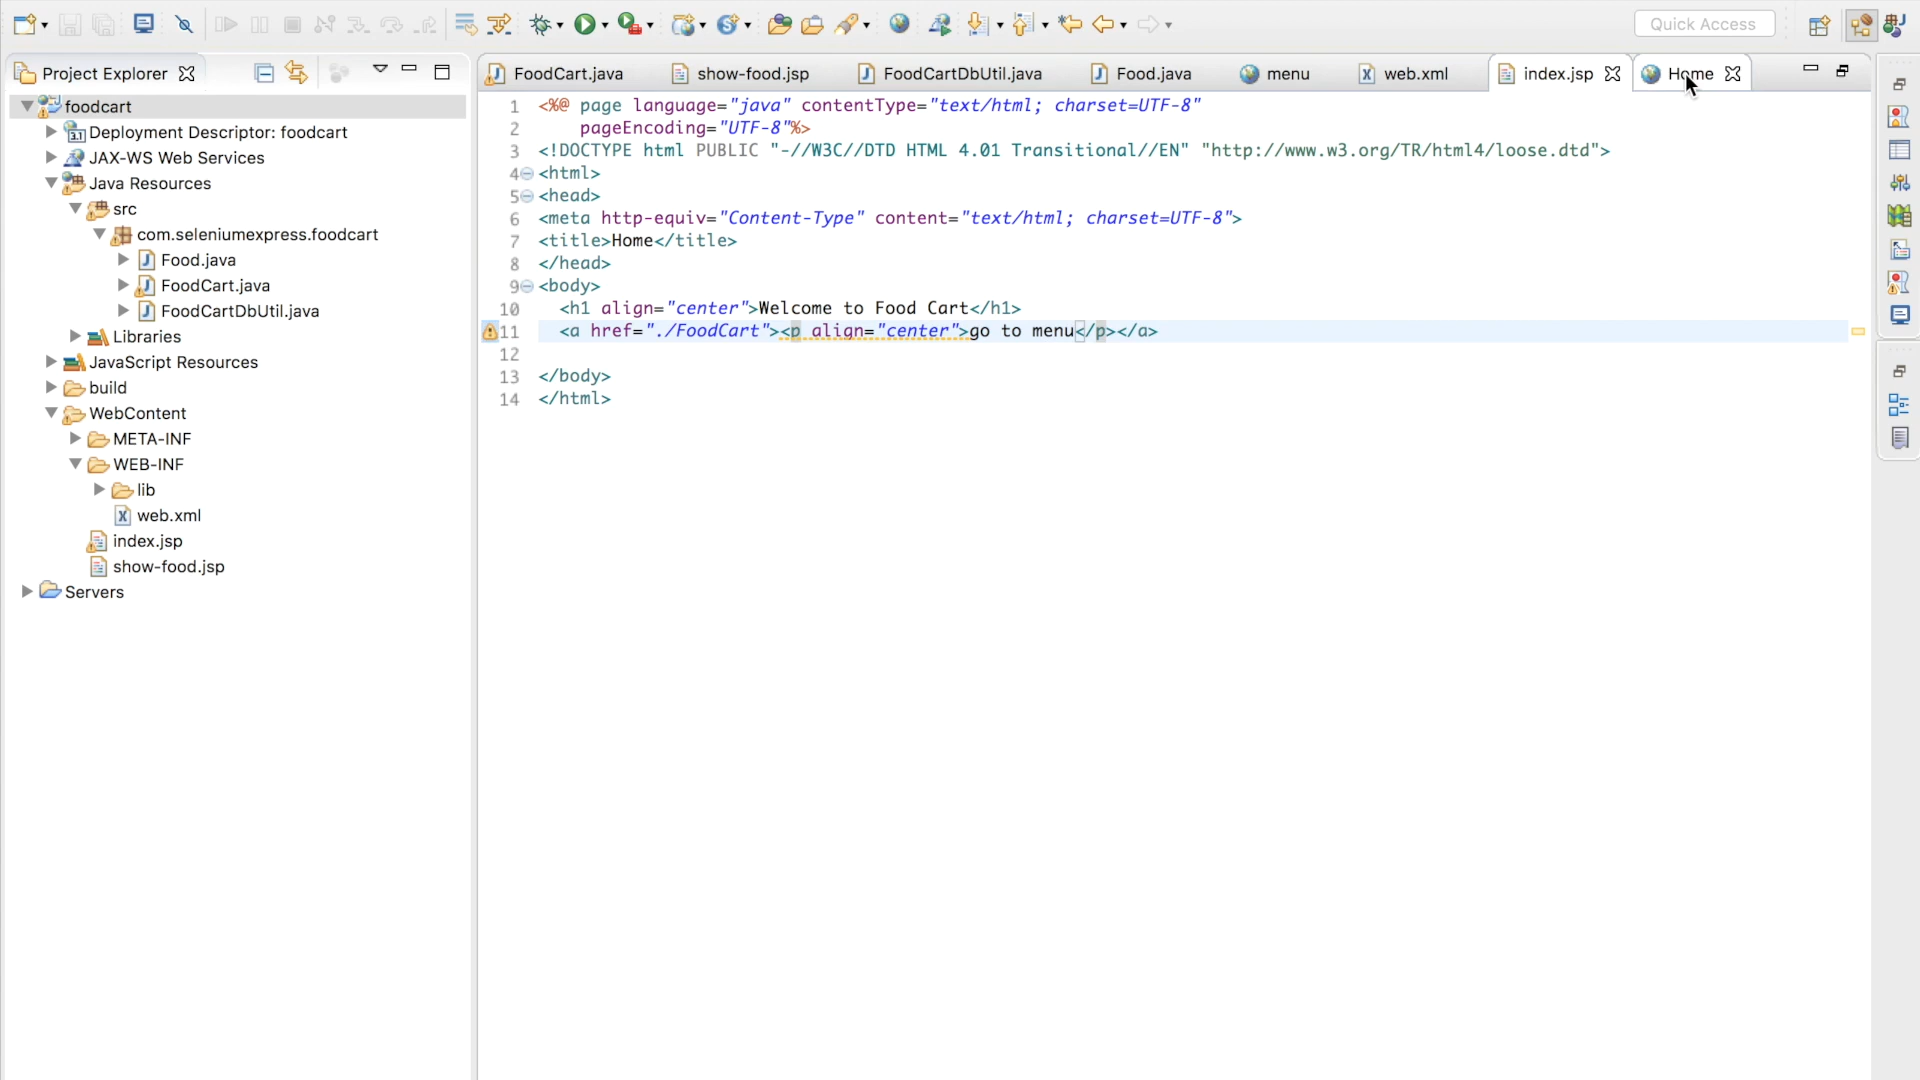 Quick Access
Project Explorer
FoodCart.java
show-food.jsp
FoodCartDbUtil.java
Food.java
menu
web.xml
index.jsp
Home
foodcart
Deployment Descriptor: foodcart
JAX-WS Web Services
Java Resources
src
com.seleniumexpress.foodcart
Food.java
FoodCart.java
FoodCartDbUtil.java
Libraries
JavaScript Resources
build
WebContent
META-INF
WEB-INF
lib
web.xml
index.jsp
show-food.jsp
Servers
1 <%@ page language="java" contentType="text/html; charset=UTF-8"
2 pageEncoding="UTF-8"%>
3 <!DOCTYPE html PUBLIC "-//W3C//DTD HTML 4.01 Transitional//EN" "http://www.w3.org/TR/html4/loose.dtd">
4 <html>
5 <head>
6 <meta http-equiv="Content-Type" content="text/html; charset=UTF-8">
7 <title>Home</title>
8 </head>
9 <body>
10 <h1 align="center">Welcome to Food Cart</h1>
11 <a href="./FoodCart"><p align="center">go to menu</p></a>
12
13 </body>
14 </html>